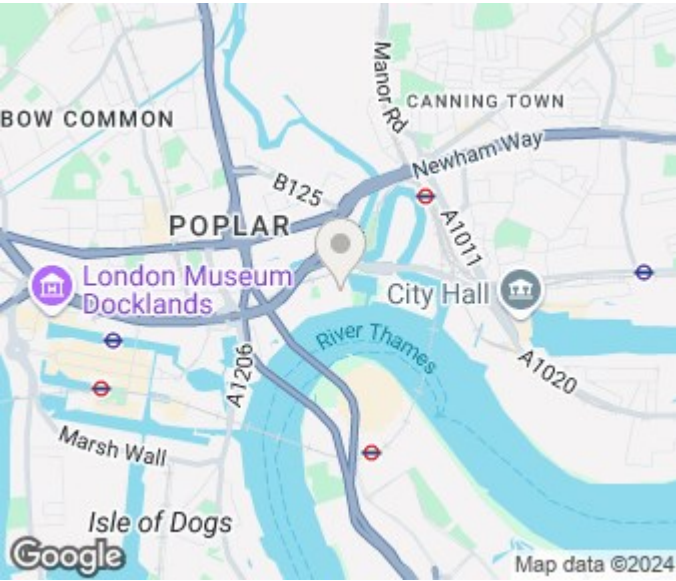 Manor Rd
CANNING TOWN
BOW COMMON
Newham Way
B125
POPLAR
A1011
London Museum
Docklands
City Hall
River Thames
A1206
A1020
Marsh Wall
Isle of Dogs
Google
Map data ©2024